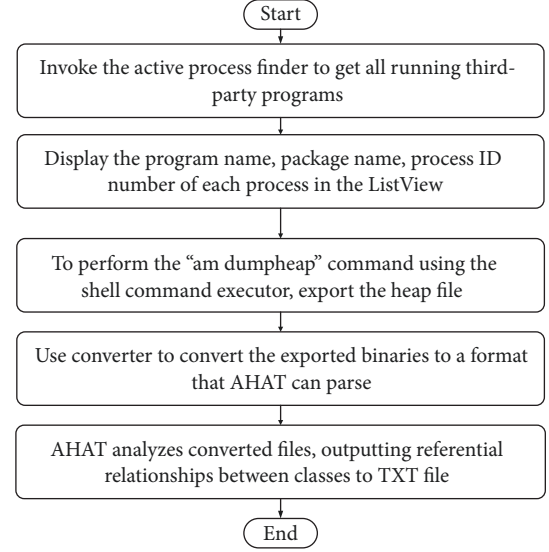 Start
Invoke the active process finder to get all running third-
party programs
Display the program name, package name, process ID
number of each process in the ListView
To perform the “am dumpheap” command using the
shell command executor, export the heap file
Use converter to convert the exported binaries to a format
that AHAT can parse
AHAT analyzes converted files, outputting referential
relationships between classes to TXT file
End